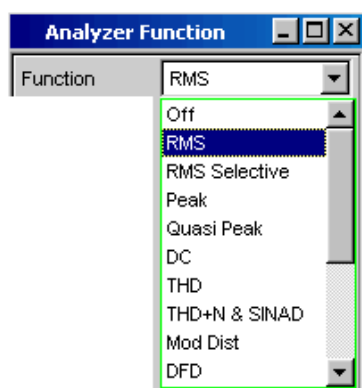 Analyzer Function
Function RMS
Off
RMS
RMS Selective
Peak
Quasi Peak
DC
THD
THD+N & SINAD
Mod Dist
DFD